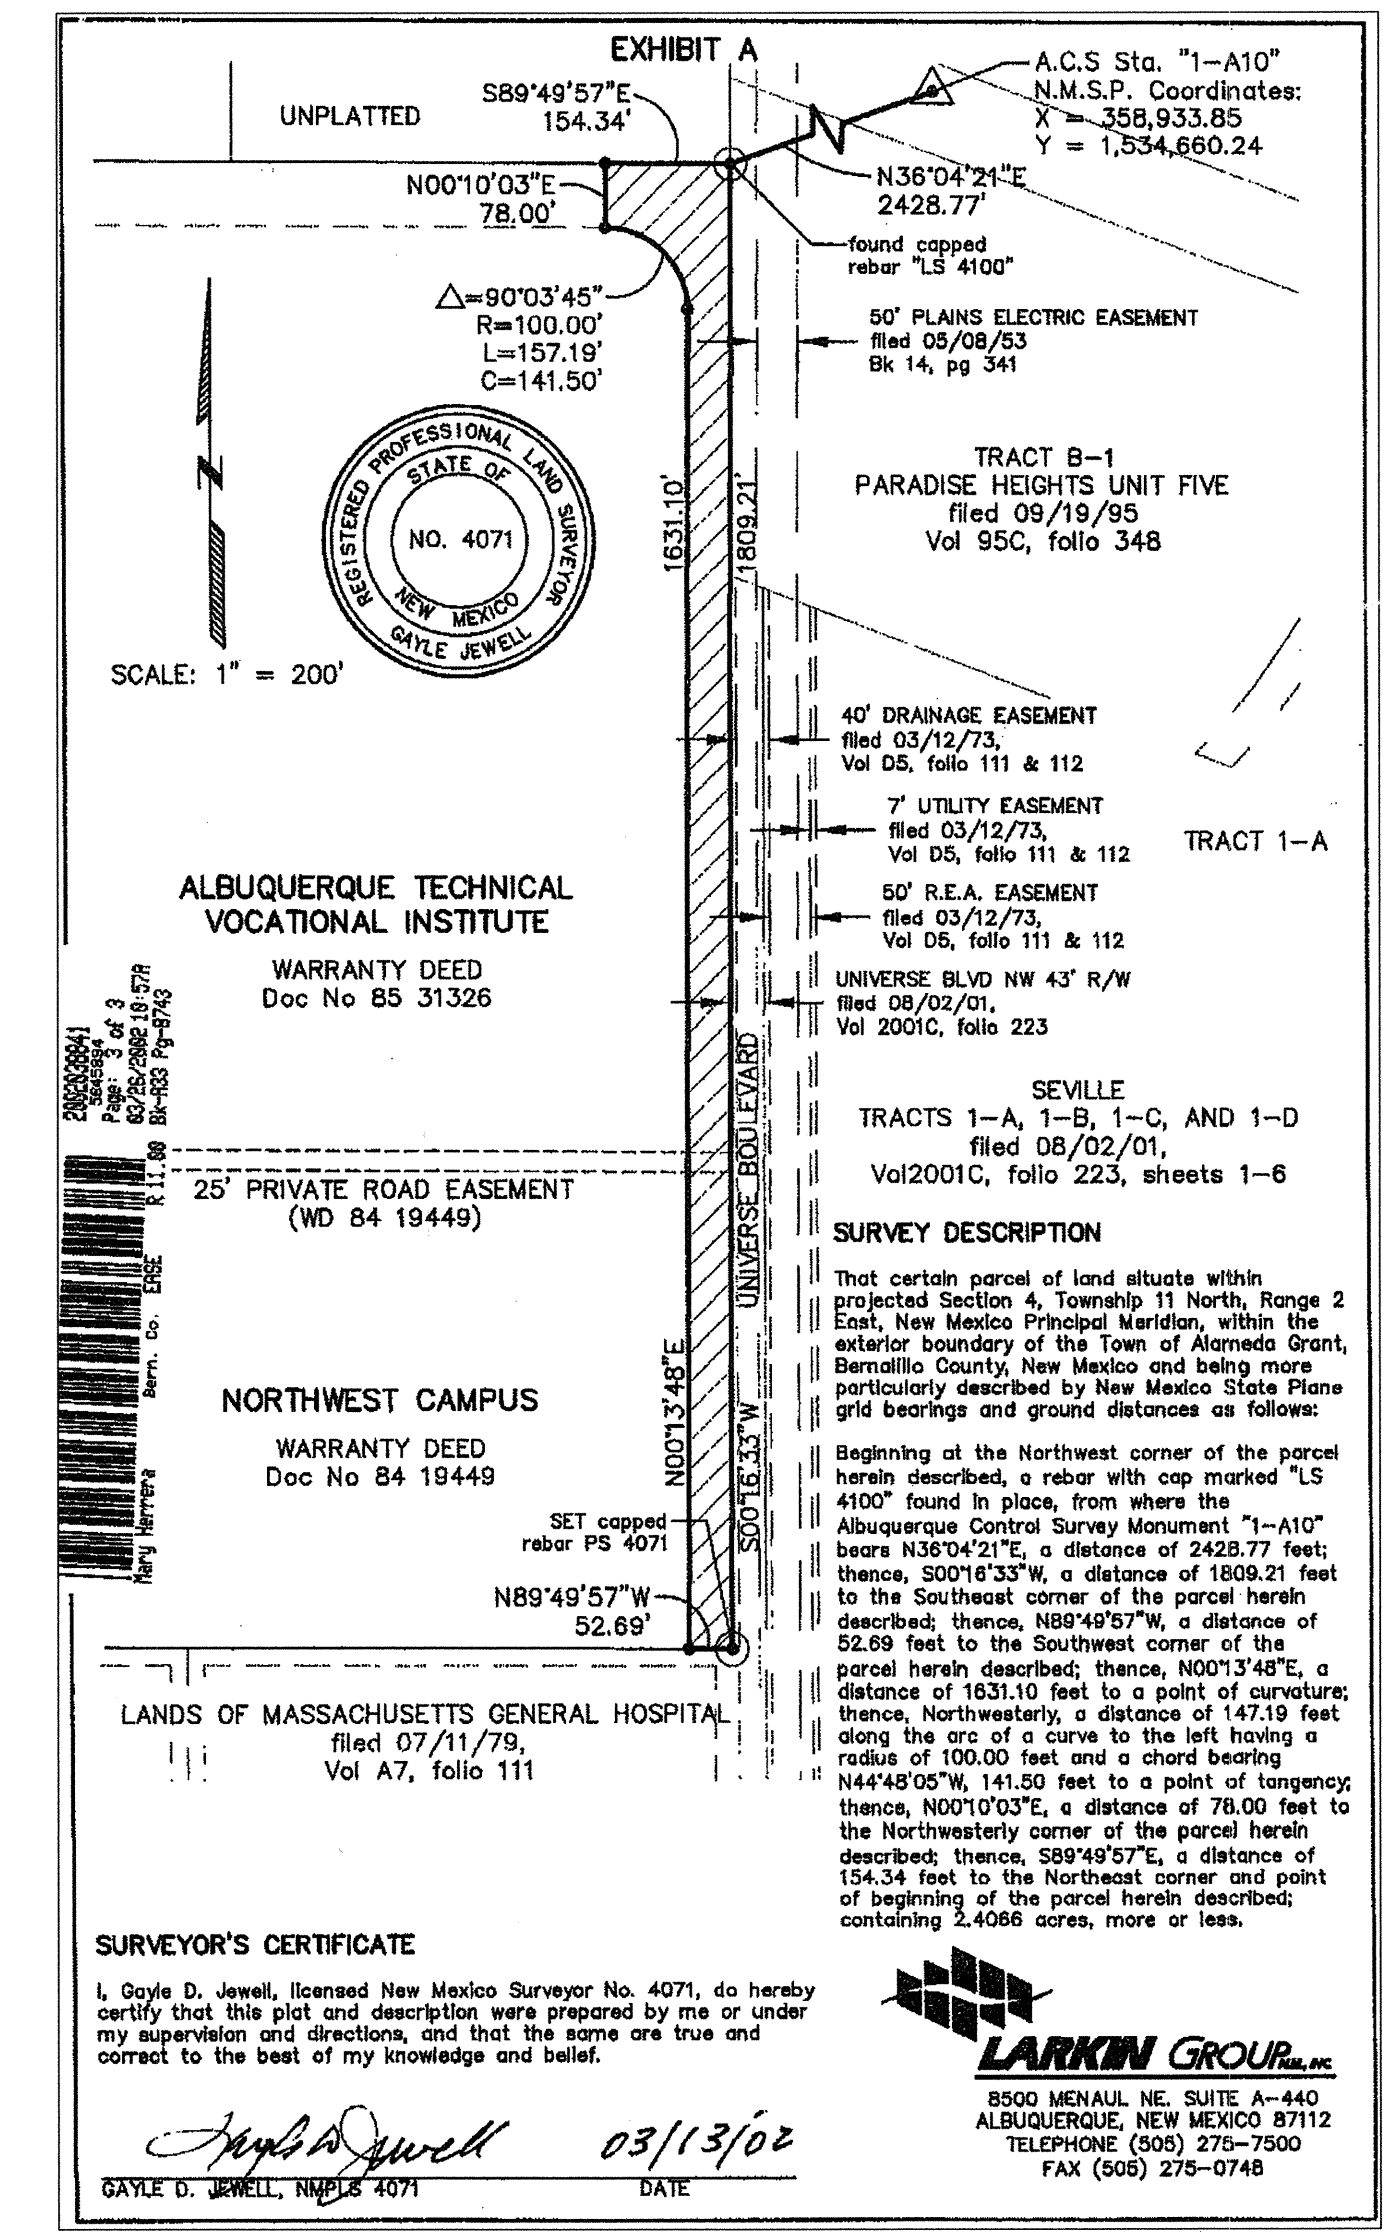 EXHIBIT A
A.C.S Sta. "1-A10"
N.M.S.P. Coordinates:
X = 358,933.85
Y = 1,534,660.24
UNPLATTED
S89°49'57"E
154.34'
N00°10'03"E
78.00'
N36°04'21"E
2428.77'
found capped
rebar "LS 4100"
△=90°03'45"
R=100.00'
L=157.19'
C=141.50'
50' PLAINS ELECTRIC EASEMENT
filed 05/08/53
Bk 14, pg 341
REGISTERED PROFESSIONAL LAND SURVEYOR
STATE OF
NO. 4071
NEW MEXICO
GAYLE JEWELL
N
1631.10'
1809.21'
TRACT B-1
PARADISE HEIGHTS UNIT FIVE
filed 09/19/95
Vol 95C, folio 348
SCALE: 1" = 200'
40' DRAINAGE EASEMENT
filed 03/12/73,
Vol D5, folio 111 & 112
7' UTILITY EASEMENT
filed 03/12/73,
Vol D5, folio 111 & 112
TRACT 1-A
50' R.E.A. EASEMENT
filed 03/12/73,
Vol D5, folio 111 & 112
ALBUQUERQUE TECHNICAL
VOCATIONAL INSTITUTE
WARRANTY DEED
Doc No 85 31326
UNIVERSE BLVD NW 43' R/W
filed 08/02/01,
Vol 2001C, folio 223
2002038041
5645894
Page: 3 of 3
03/26/2002 10:57A
Bk-A33 Pg-8743
Mary Herrera
Bern. Co.
EASE
R 11.00
SEVILLE
TRACTS 1-A, 1-B, 1-C, AND 1-D
filed 08/02/01,
Vol2001C, folio 223, sheets 1-6
25' PRIVATE ROAD EASEMENT
(WD 84 19449)
UNIVERSE BOULEVARD
N00°13'48"E
S00°16'33"W
NORTHWEST CAMPUS
WARRANTY DEED
Doc No 84 19449
SET capped
rebar PS 4071
N89°49'57"W
52.69'
LANDS OF MASSACHUSETTS GENERAL HOSPITAL
filed 07/11/79,
Vol A7, folio 111
SURVEY DESCRIPTION
That certain parcel of land situate within
projected Section 4, Township 11 North, Range 2
East, New Mexico Principal Meridian, within the
exterior boundary of the Town of Alameda Grant,
Bernalillo County, New Mexico and being more
particularly described by New Mexico State Plane
grid bearings and ground distances as follows:
Beginning at the Northwest corner of the parcel
herein described, a rebar with cap marked "LS
4100" found in place, from where the
Albuquerque Control Survey Monument "1-A10"
bears N36°04'21"E, a distance of 2428.77 feet;
thence, S00°16'33"W, a distance of 1809.21 feet
to the Southeast corner of the parcel herein
described; thence, N89°49'57"W, a distance of
52.69 feet to the Southwest corner of the
parcel herein described; thence, N00°13'48"E, a
distance of 1631.10 feet to a point of curvature;
thence, Northwesterly, a distance of 147.19 feet
along the arc of a curve to the left having a
radius of 100.00 feet and a chord bearing
N44°48'05"W, 141.50 feet to a point of tangency;
thence, N00°10'03"E, a distance of 78.00 feet to
the Northwesterly corner of the parcel herein
described; thence, S89°49'57"E, a distance of
154.34 feet to the Northeast corner and point
of beginning of the parcel herein described;
containing 2.4066 acres, more or less.
SURVEYOR'S CERTIFICATE
I, Gayle D. Jewell, licensed New Mexico Surveyor No. 4071, do hereby
certify that this plat and description were prepared by me or under
my supervision and directions, and that the same are true and
correct to the best of my knowledge and belief.
Gayle D Jewell 03/13/02
GAYLE D. JEWELL, NMPLS 4071 DATE
LARKIN GROUP N.M., INC
8500 MENAUL NE. SUITE A-440
ALBUQUERQUE, NEW MEXICO 87112
TELEPHONE (505) 275-7500
FAX (505) 275-0748